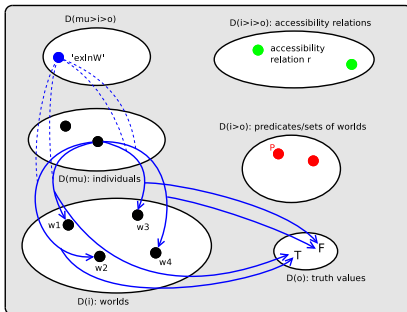 D(mu>i>o)
D(i>i>o): accessibility relations
'exInW'
accessibility
relation r
D(i>o): predicates/sets of worlds
P
D(mu): individuals
w1
w3
w2
w4
T
F
D(o): truth values
D(i): worlds